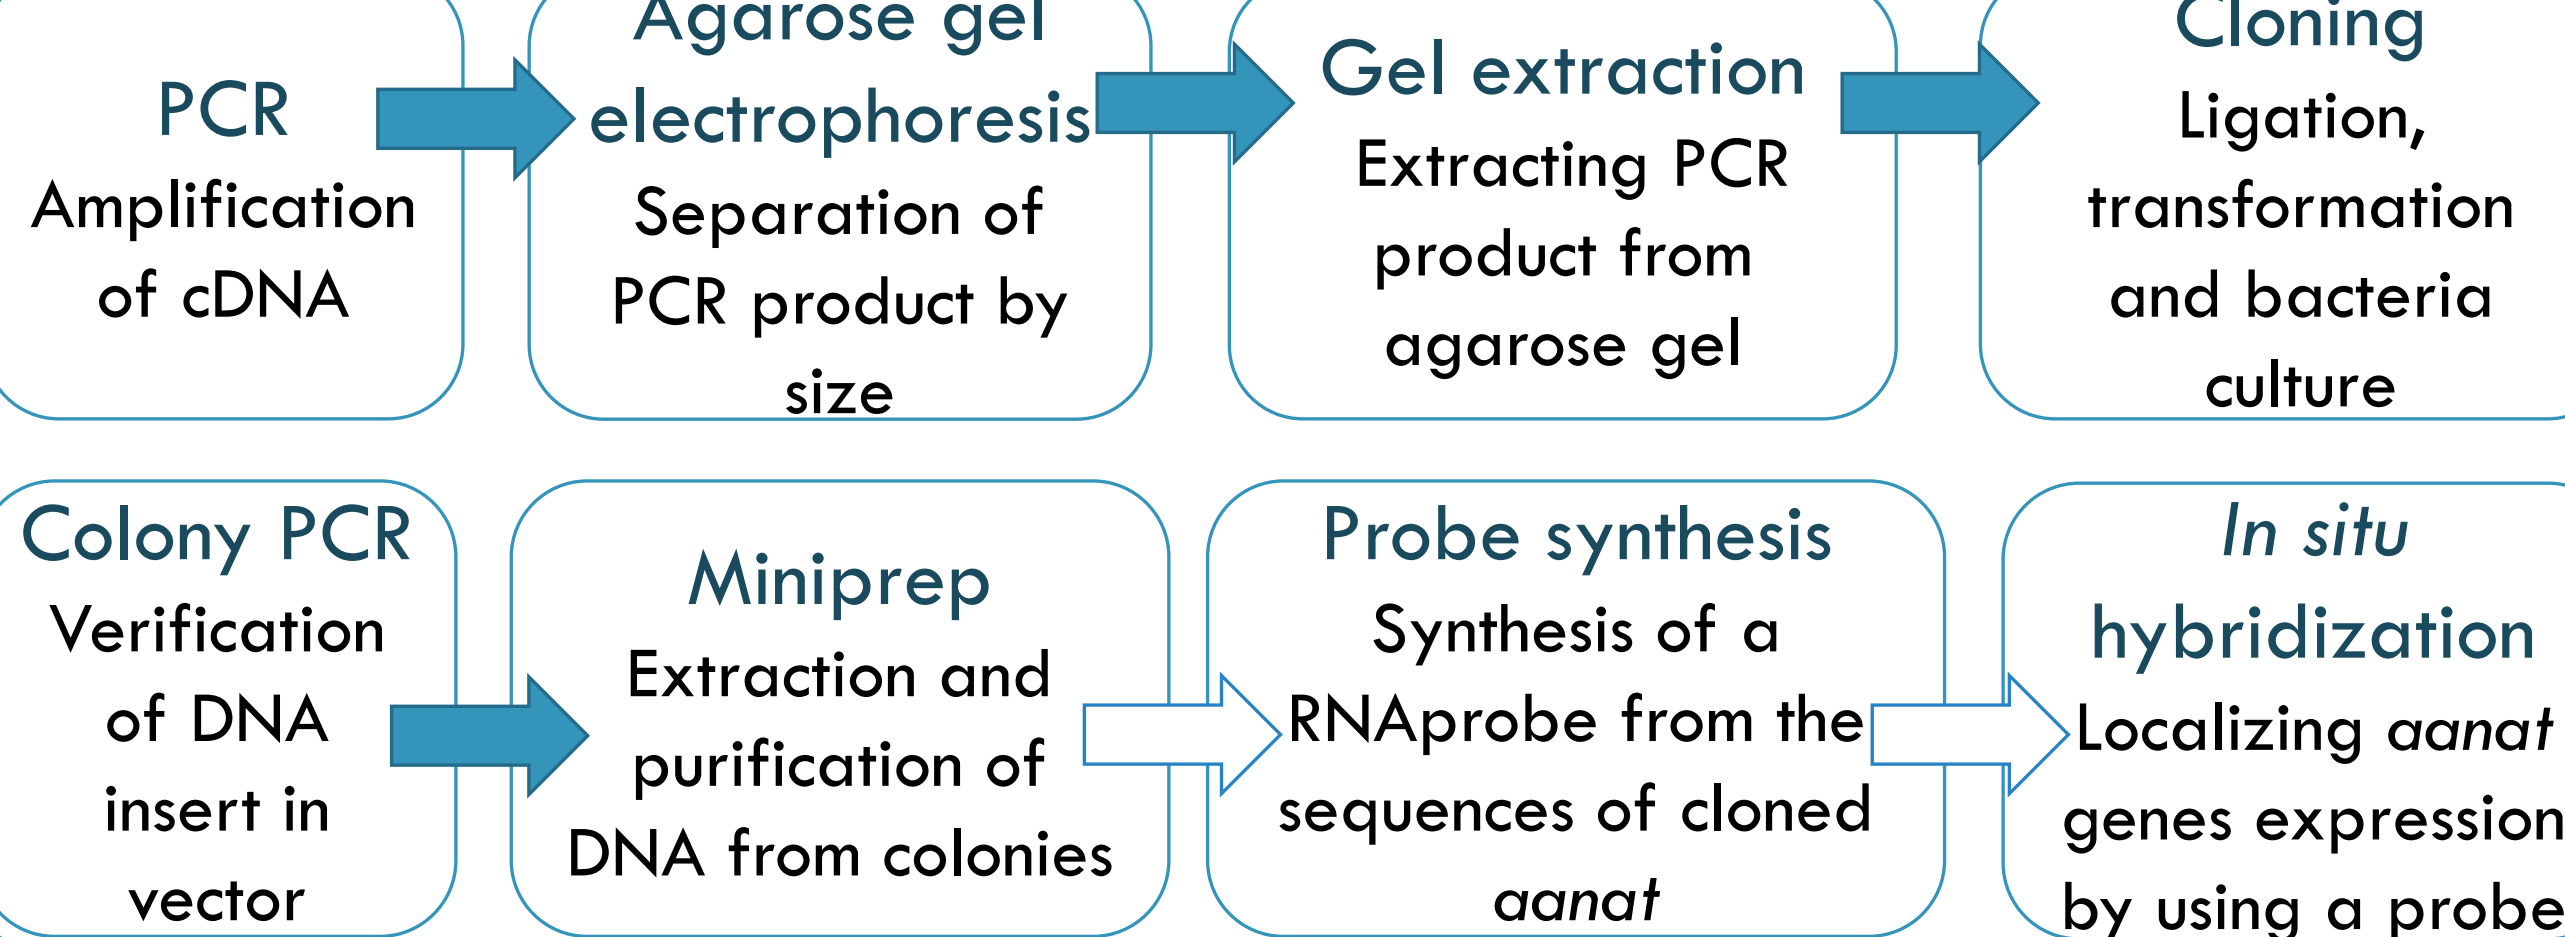 PCR
Amplification
of cDNA
Agarose gel
electrophoresis
Separation of
PCR product by
size
Gel extraction
Extracting PCR
product from
agarose gel
Cloning
Ligation,
transformation
and bacteria
culture
Colony PCR
Verification
of DNA
insert in
vector
Miniprep
Extraction and
purification of
DNA from colonies
Probe synthesis
Synthesis of a
RNAprobe from the
sequences of cloned
aanat
In situ
hybridization
Localizing aanat
genes expression
by using a probe